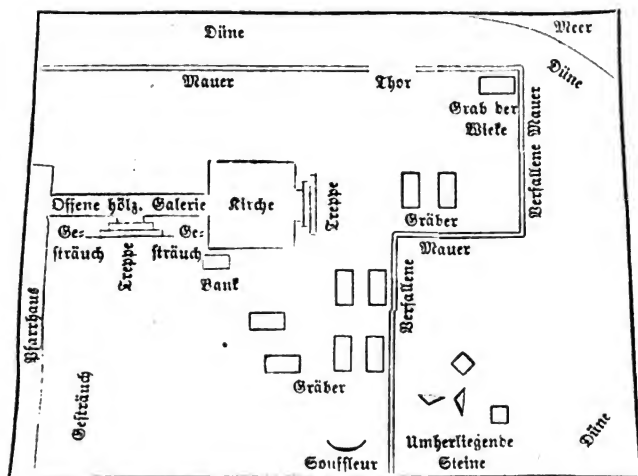 Düne
Meer
Düne
Mauer
Thor
Grab der
Wieke
Verfallene Mauer
Offene hölz. Galerie
Kirche
Treppe
Gräber
Ge=
sträuch
Treppe
Ge=
sträuch
Mauer
Bank
Verfallene
Pfarrhaus
Gesträuch
Gräber
Souffleur
Umherliegende
Steine
Düne